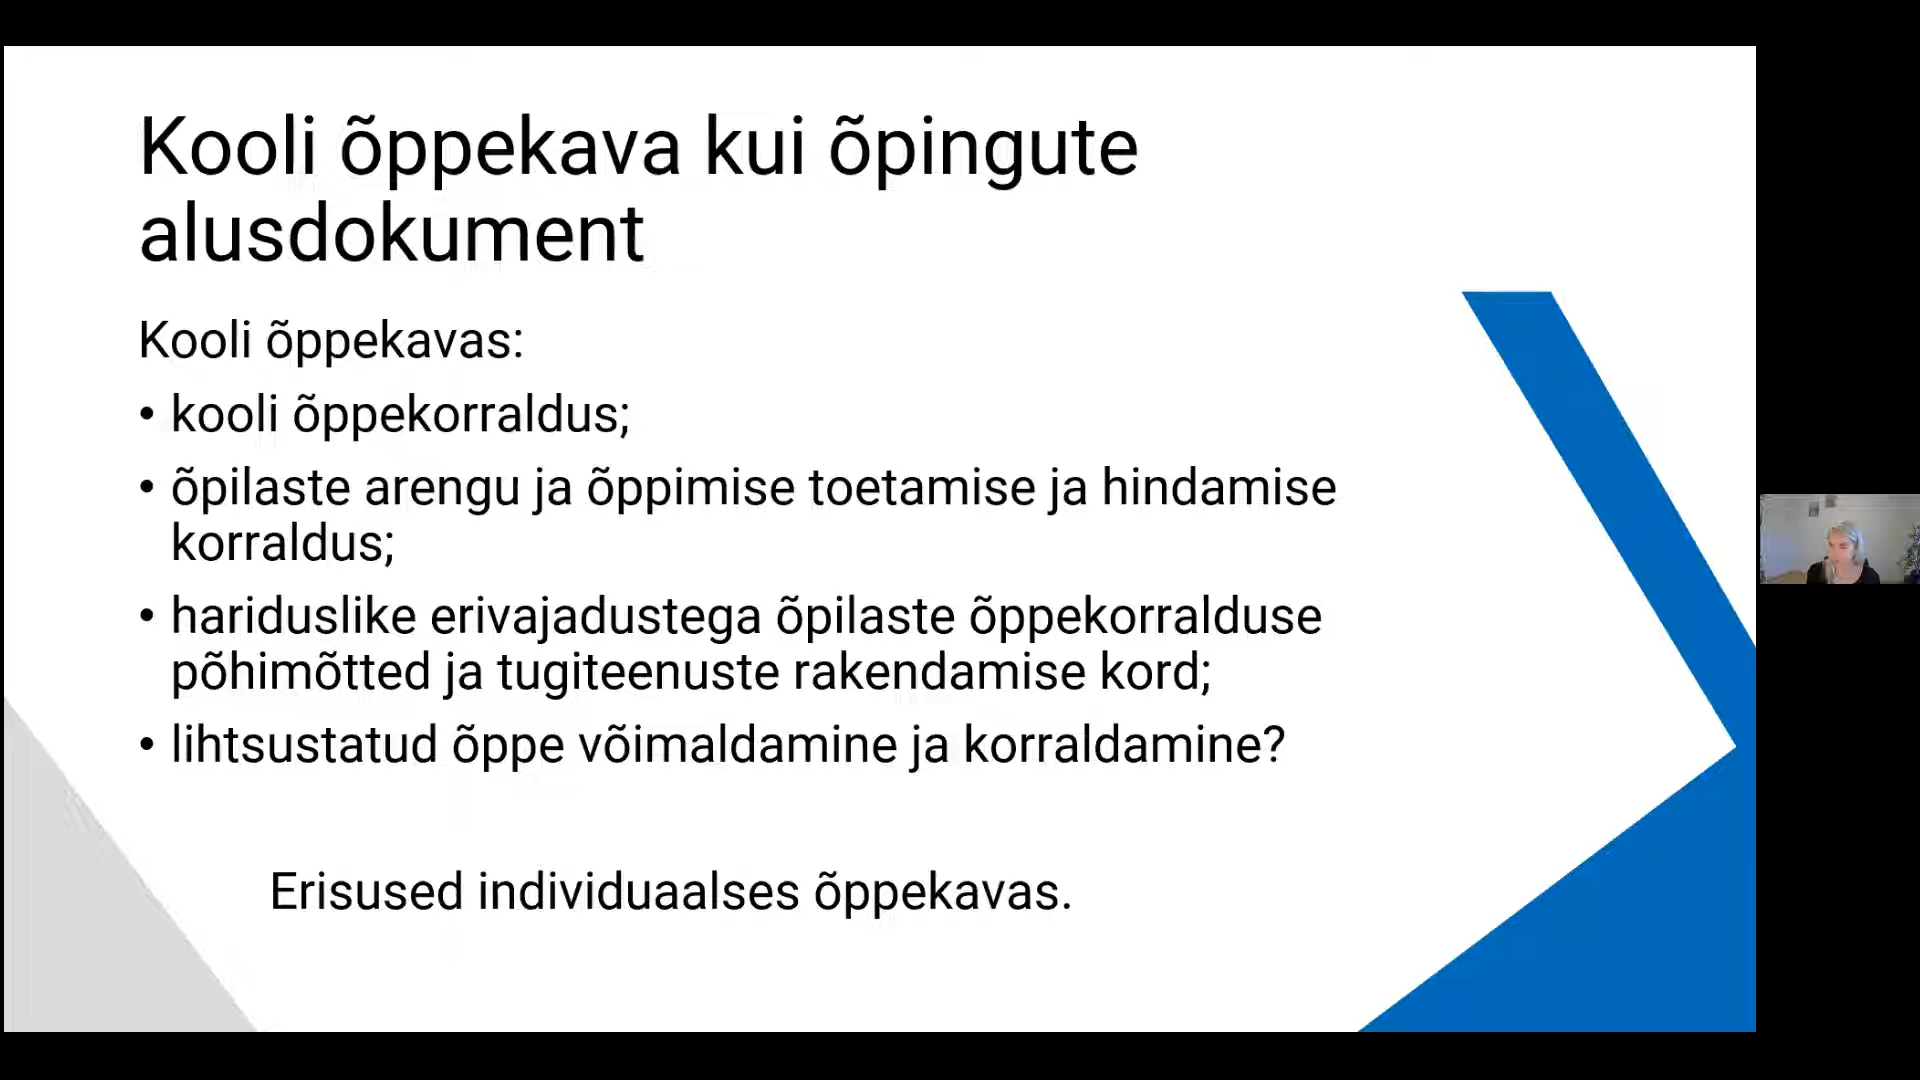 Kooli õppekava kui õpingute
alusdokument
Kooli õppekavas:
• kooli õppekorraldus;
• õpilaste arengu ja õppimise toetamise ja hindamise
korraldus;
• hariduslike erivajadustega õpilaste õppekorralduse
põhimõtted ja tugiteenuste rakendamise kord;
• lihtsustatud õppe võimaldamine ja korraldamine?
Erisused individuaalses õppekavas.